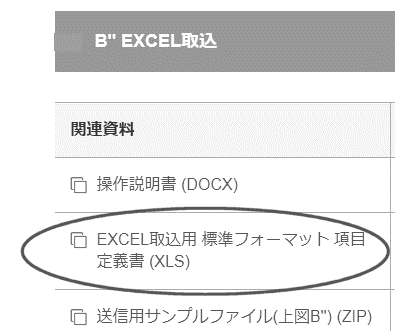 B" EXCEL取込
関連資料
操作説明書 (DOCX)
EXCEL取込用 標準フォーマット 項目
定義書 (XLS)
送信用サンプルファイル(上図B") (ZIP)